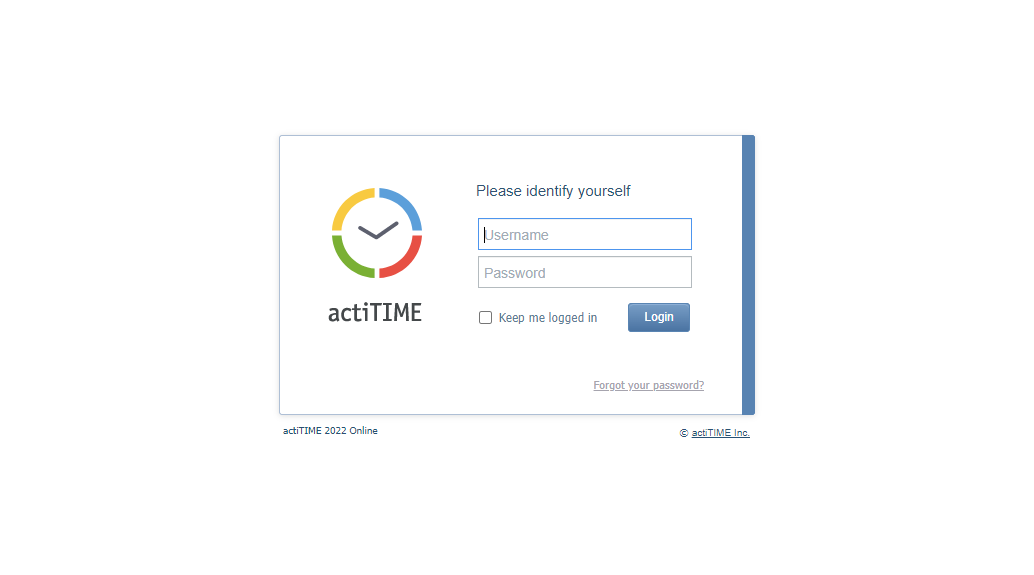 Please identify yourself
Username
Password
actiTIME
Keep me logged in
Login
Forgot your password?
actiTIME 2022 Online
© actiTIME Inc.